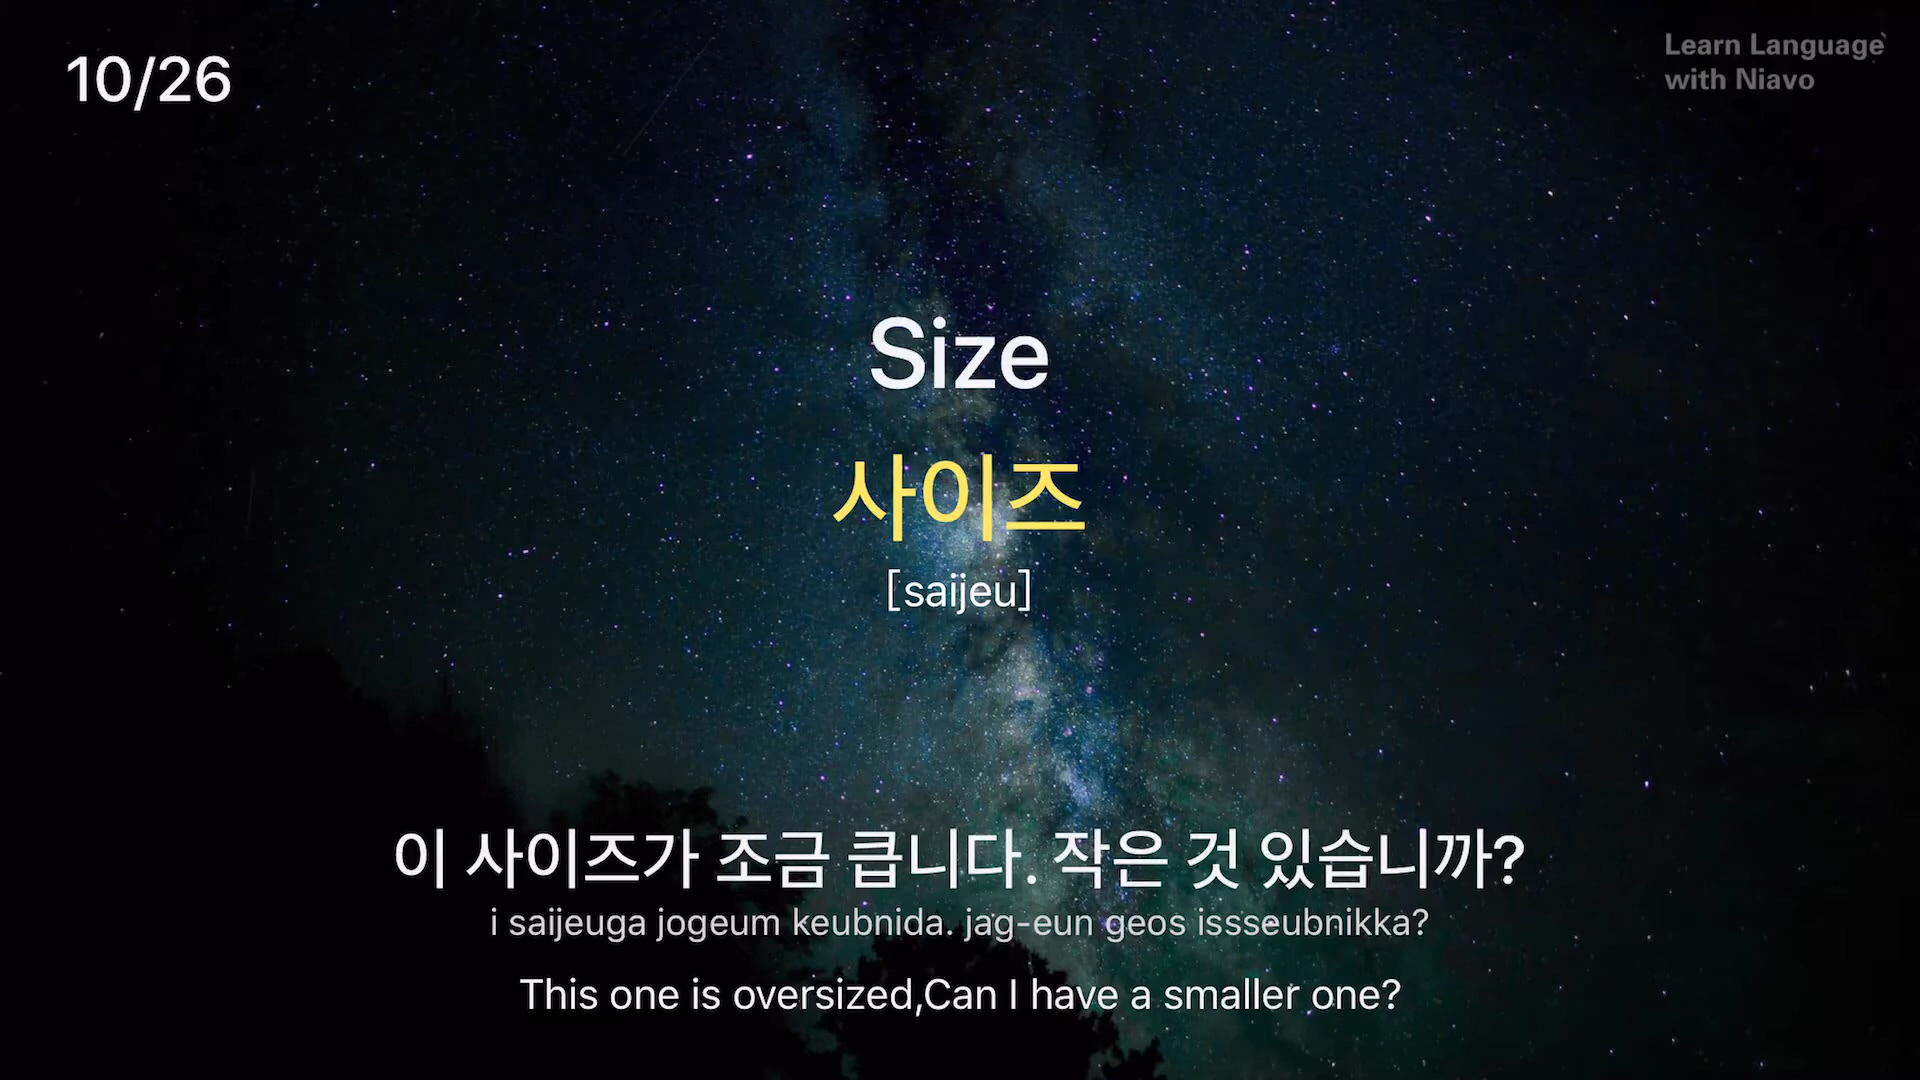 10/26
Learn Language
with Niavo
Size
사이즈
[saijeu]
이 사이즈가 조금 큽니다. 작은 것 있습니까?
i saijeuga jogeum keubnida. jag-eun geos issseubnikka?
This one is oversized,Can I have a smaller one?